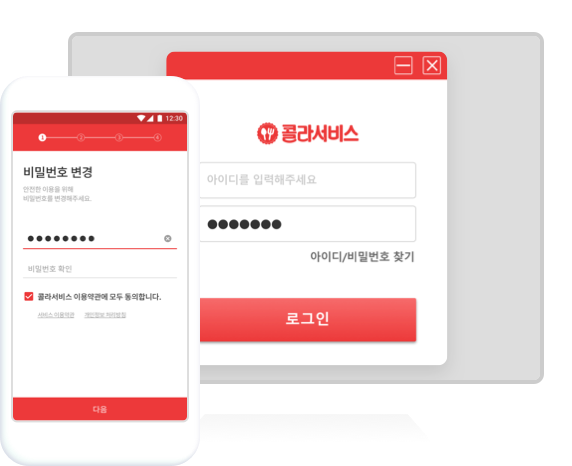 12:30
1 2 3 4
비밀번호 변경
안전한 이용을 위해
비밀번호를 변경해주세요.
비밀번호 확인
콜라서비스 이용약관에 모두 동의합니다.
서비스 이용약관 개인정보 처리방침
다음
콜라서비스
아이디를 입력해주세요
아이디/비밀번호 찾기
로그인